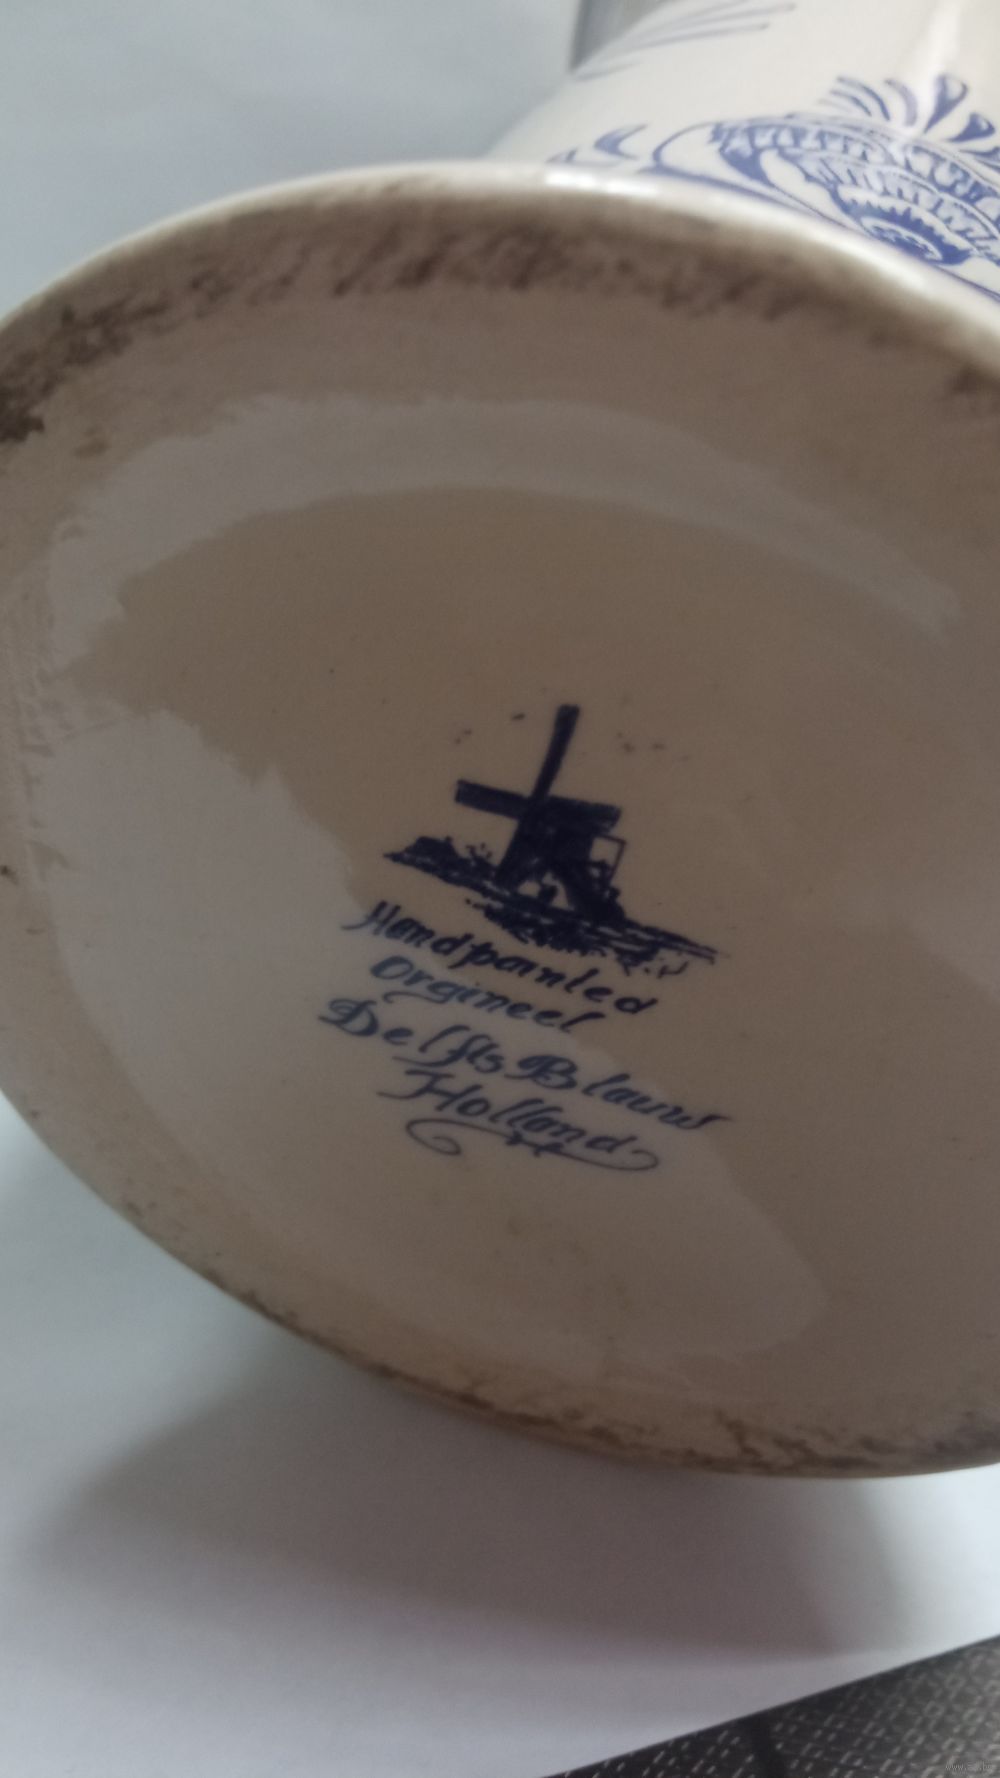 Handpainted
Orgineel
Delfts Blauw
Holland